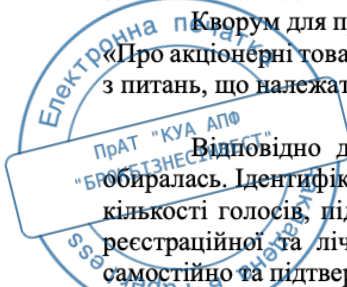 Кворум для п
«Про акціонерні това
з питань, що належат
Електронна печатка
ПрАТ "КУА АПФ
"БРОКБІЗНЕСІНВЕСТ"
Відповідно д
обиралась. Ідентифік
кількості голосів, під
реєстраційної та ліч
самостійно та підтвер